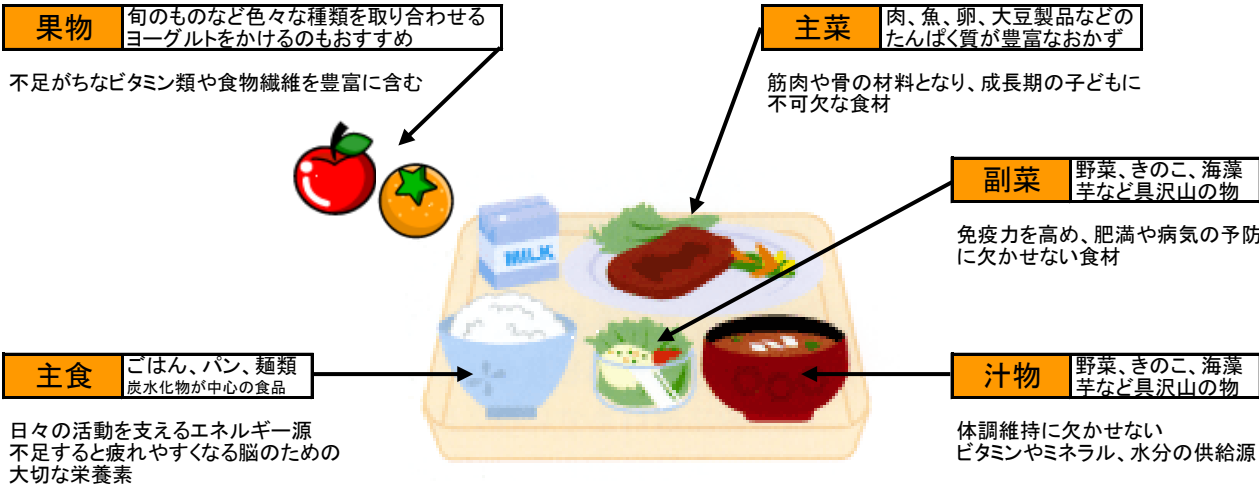 果物
旬のものなど色々な種類を取り合わせる
ヨーグルトをかけるのもおすすめ
不足がちなビタミン類や食物繊維を豊富に含む
主菜
肉、魚、卵、大豆製品などの
たんぱく質が豊富なおかず
筋肉や骨の材料となり、成長期の子どもに
不可欠な食材
副菜
野菜、きのこ、海藻
芋など具沢山の物
免疫力を高め、肥満や病気の予防
に欠かせない食材
MILK
主食
ごはん、パン、麺類
炭水化物が中心の食品
日々の活動を支えるエネルギー源
不足すると疲れやすくなる脳のための
大切な栄養素
汁物
野菜、きのこ、海藻
芋など具沢山の物
体調維持に欠かせない
ビタミンやミネラル、水分の供給源